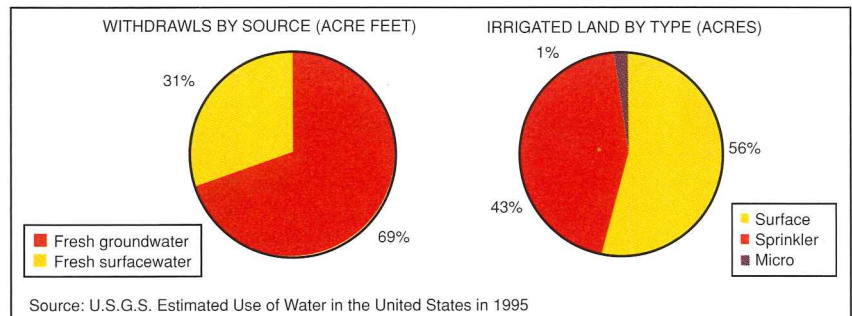 WITHDRAWLS BY SOURCE (ACRE FEET)
31%
69%
Fresh groundwater
Fresh surfacewater
IRRIGATED LAND BY TYPE (ACRES)
1%
56%
43%
Surface
Sprinkler
Micro
Source: U.S.G.S. Estimated Use of Water in the United States in 1995